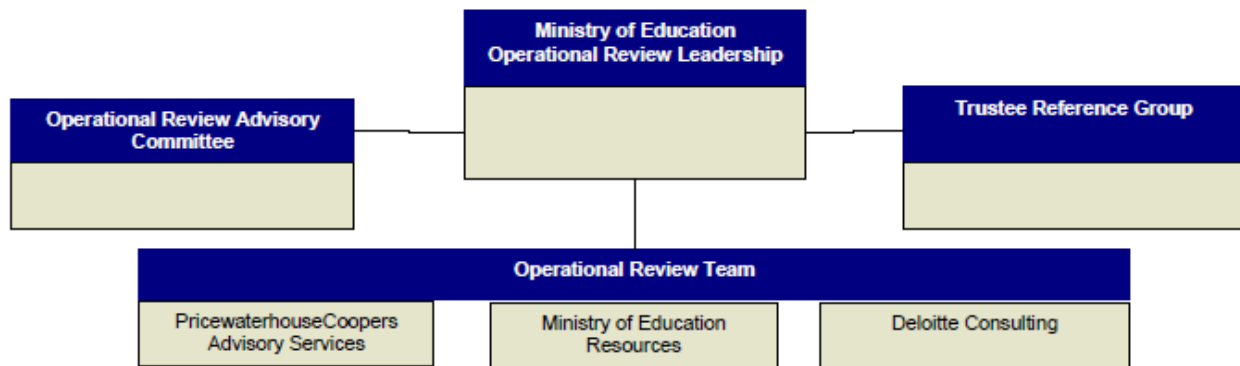 Ministry of Education
Operational Review Leadership
Operational Review Advisory
Committee
Trustee Reference Group
Operational Review Team
PricewaterhouseCoopers
Advisory Services
Ministry of Education
Resources
Deloitte Consulting